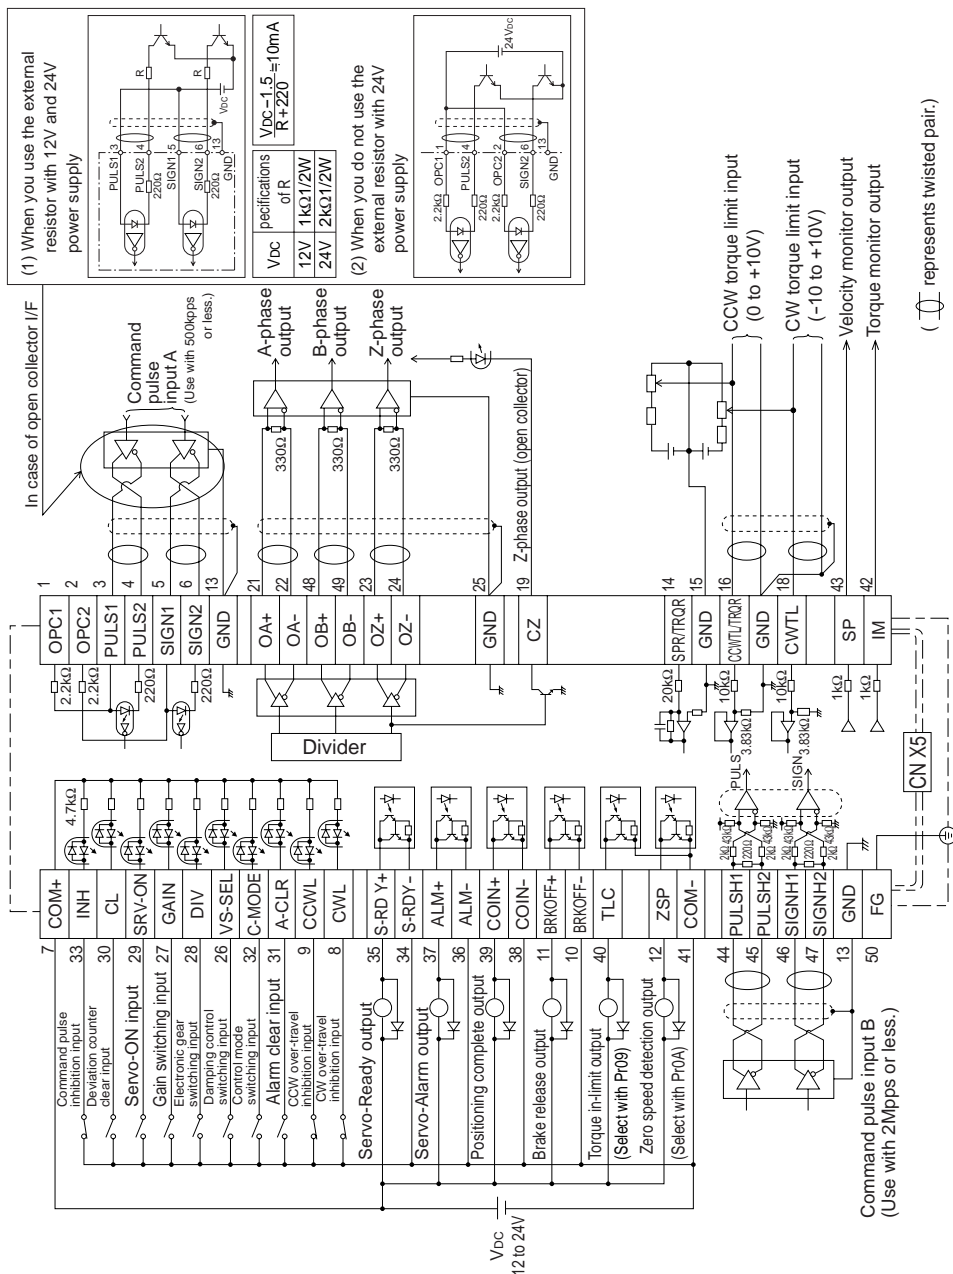 In case of open collector I/F
(1) When you use the external
resistor with 12V and 24V
power supply
PULS1 3
PULS2 4
SIGN1 5
SIGN2 6
GND 13
220Ω
220Ω
R
R
VDC
VDC
pecifications
of R
12V 1kΩ1/2W
24V 2kΩ1/2W
VDC – 1.5
R + 220
≒10mA
(2) When you do not use the
external resistor with 24V
power supply
OPC1 1
PULS2 4
OPC2 2
SIGN2 6
GND 13
2.2kΩ
220Ω
2.2kΩ
220Ω
24VDC
Command
pulse
input A
(Use with 500kpps
or less.)
A-phase
output
B-phase
output
Z-phase
output
330Ω
330Ω
330Ω
Z-phase output (open collector)
CCW torque limit input
(0 to +10V)
CW torque limit input
(–10 to +10V)
Velocity monitor output
Torque monitor output
( represents twisted pair.)
1 OPC1
2 OPC2
3 PULS1
4 PULS2
5 SIGN1
6 SIGN2
13 GND
21 OA+
22 OA-
48 OB+
49 OB-
23 OZ+
24 OZ-
25 GND
19 CZ
14 SPR/TRQR
15 GND
16 CCWTL/TRQR
GND
18 CWTL
43 SP
42 IM
2.2kΩ
2.2kΩ
220Ω
220Ω
Divider
20kΩ
10kΩ
3.83kΩ
10kΩ
3.83kΩ
1kΩ
1kΩ
CN X5
4.7kΩ
PULS
SIGN
2kΩ 43kΩ
220Ω
2kΩ 43kΩ
2kΩ 43kΩ
220Ω
2kΩ 43kΩ
COM+ 7
INH 33
CL 30
SRV-ON 29
GAIN 27
DIV 28
VS-SEL 26
C-MODE 32
A-CLR 31
CCWL 9
CWL 8
S-RDY+ 35
S-RDY- 34
ALM+ 37
ALM- 36
COIN+ 39
COIN- 38
BRKOFF+ 11
BRKOFF- 10
TLC 40
ZSP 12
COM- 41
PULSH1 44
PULSH2 45
SIGNH1 46
SIGNH2 47
GND 13
FG 50
Command pulse
inhibition input
Deviation counter
clear input
Servo-ON input
Gain switching input
Electronic gear
switching input
Damping control
switching input
Control mode
switching input
Alarm clear input
CCW over-travel
inhibition input
CW over-travel
inhibition input
Servo-Ready output
Servo-Alarm output
Positioning complete output
Brake release output
Torque in-limit output
(Select with Pr09)
Zero speed detection output
(Select with Pr0A)
VDC
12 to 24V
Command pulse input B
(Use with 2Mpps or less.)